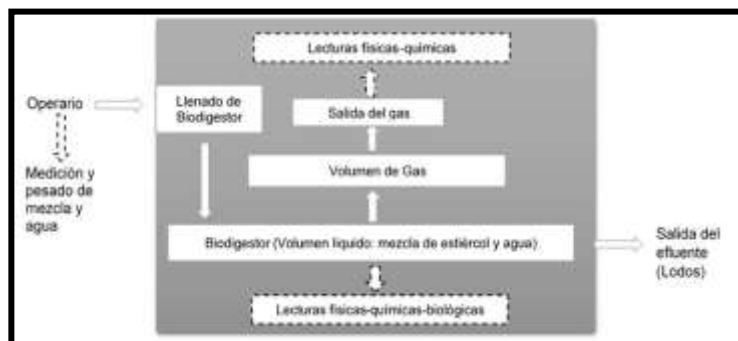 Lecturas físicas-químicas
Operario
Llenado de
Biodigestor
Salida del gas
Medición y
pesado de
mezcla y
agua
Volumen de Gas
Biodigestor (Volumen líquido: mezcla de estiércol y agua)
Salida del
efluente
(Lodos)
Lecturas físicas-químicas-biológicas